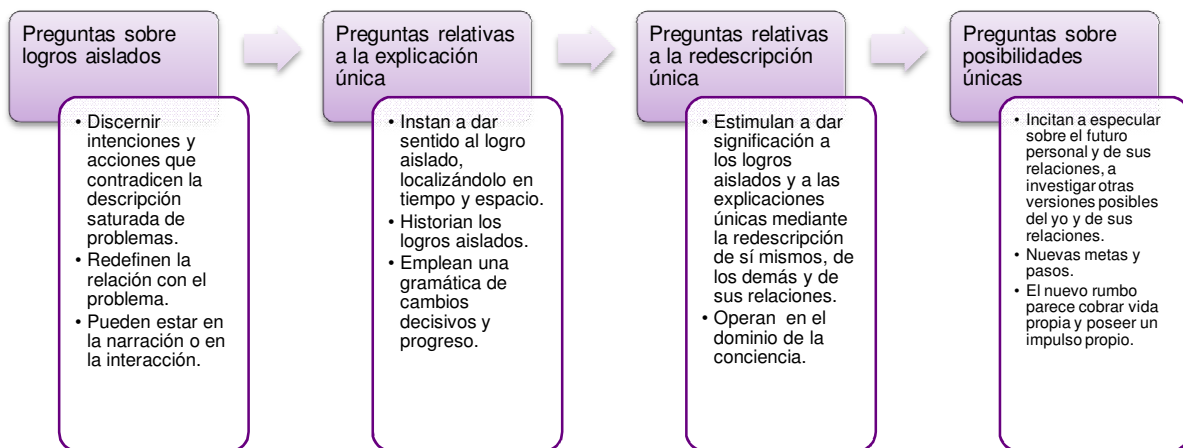 Preguntas sobre
logros aislados
• Discernir
intenciones y
acciones que
contradicen la
descripción
saturada de
problemas.
• Redefinen la
relación con el
problema.
• Pueden estar en
la narración o en
la interacción.
Preguntas relativas
a la explicación
única
• Instan a dar
sentido al logro
aislado,
localizándolo en
tiempo y espacio.
• Historian los
logros aislados.
• Emplean una
gramática de
cambios
decisivos y
progreso.
Preguntas relativas
a la redescripción
única
• Estimulan a dar
significación a
los logros
aislados y a las
explicaciones
únicas mediante
la redescripción
de sí mismos, de
los demás y de
sus relaciones.
• Operan en el
dominio de la
conciencia.
Preguntas sobre
posibilidades
únicas
• Incitan a especular
sobre el futuro
personal y de sus
relaciones, a
investigar otras
versiones posibles
del yo y de sus
relaciones.
• Nuevas metas y
pasos.
• El nuevo rumbo
parece cobrar vida
propia y poseer un
impulso propio.